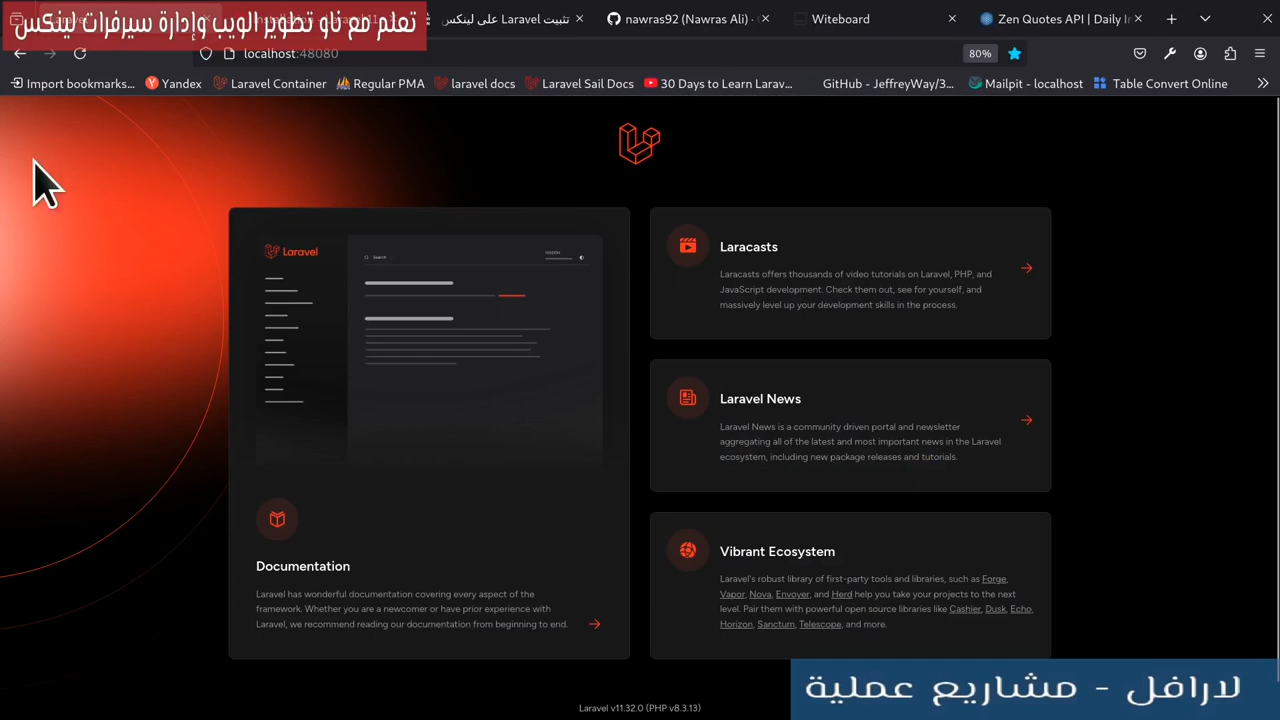 تعلم مع ناو تطوير الويب وإدارة سيرفرات لينكس
تثبيت Laravel على لينكس
nawras92 (Nawras Ali) ·
Witeboard
Zen Quotes API | Daily In
localhost:48080
80%
Import bookmarks...
Yandex
Laravel Container
Regular PMA
laravel docs
Laravel Sail Docs
30 Days to Learn Larav...
GitHub - JeffreyWay/3...
Mailpit - localhost
Table Convert Online
Laravel
Search
Documentation
Laravel has wonderful documentation covering every aspect of the
framework. Whether you are a newcomer or have prior experience with
Laravel, we recommend reading our documentation from beginning to end.
Laracasts
Laracasts offers thousands of video tutorials on Laravel, PHP, and
JavaScript development. Check them out, see for yourself, and
massively level up your development skills in the process.
Laravel News
Laravel News is a community driven portal and newsletter
aggregating all of the latest and most important news in the Laravel
ecosystem, including new package releases and tutorials.
Vibrant Ecosystem
Laravel's robust library of first-party tools and libraries, such as Forge,
Vapor, Nova, Envoyer, and Herd help you take your projects to the next
level. Pair them with powerful open source libraries like Cashier, Dusk, Echo,
Horizon, Sanctum, Telescope, and more.
لارافل - مشاريع عملية
Laravel v11.32.0 (PHP v8.3.13)